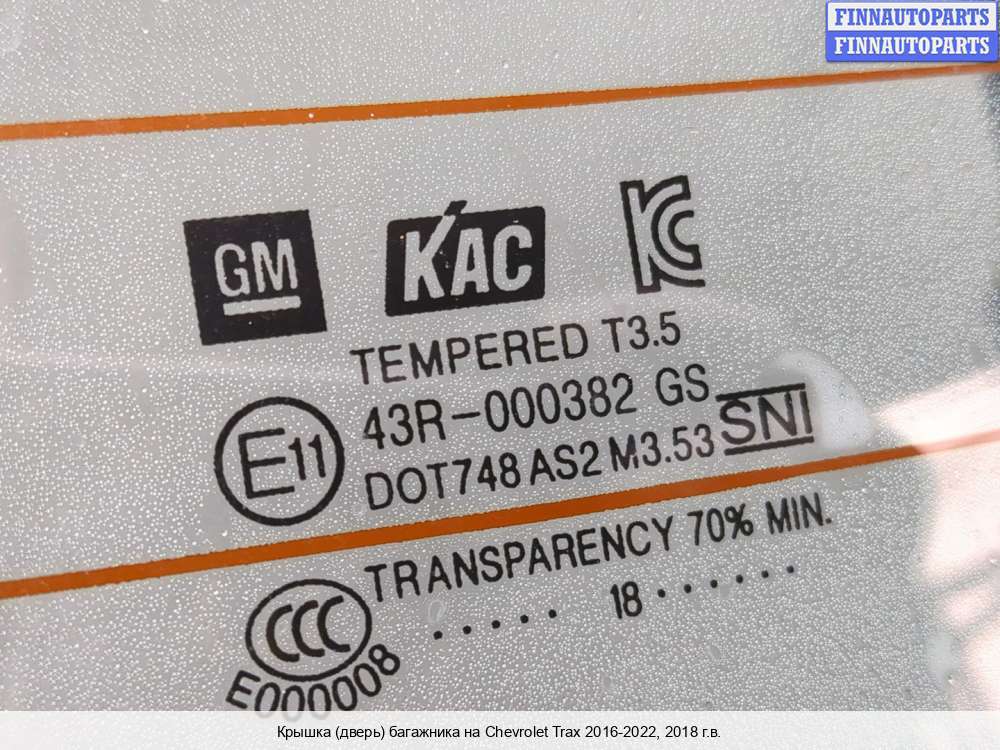 FINNAUTOPARTS
FINNAUTOPARTS
GM KAC KC
TEMPERED T3.5
E11 43R-000382 GS
DOT748 AS2 M3.53 SNI
TRANSPARENCY 70% MIN.
CCC ..... 18 ......
E000008
Крышка (дверь) багажника на Chevrolet Trax 2016-2022, 2018 г.в.